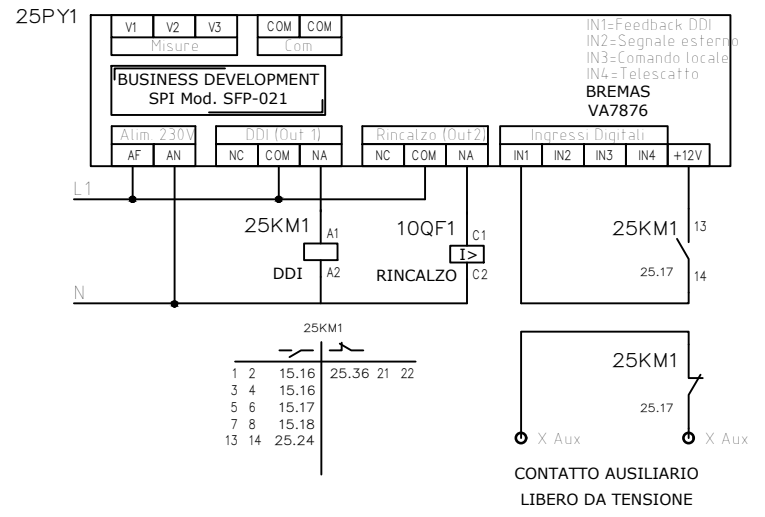 25PY1
V1 V2 V3 COM COM
Misure Com
IN1=Feedback DDI
IN2=Segnale esterno
IN3=Comando locale
IN4=Telescatto
BREMAS
VA7876
BUSINESS DEVELOPMENT
SPI Mod. SFP-021
Alim. 230V DDI (Out 1) Rincalzo (Out2) Ingressi Digitali
AF AN NC COM NA NC COM NA IN1 IN2 IN3 IN4 +12V
L1
25KM1 A1
DDI A2
10QF1 C1
I>
RINCALZO C2
25KM1 13
25.17 14
N
25KM1
1 2 15.16 25.36 21 22
3 4 15.16
5 6 15.17
7 8 15.18
13 14 25.24
25KM1
25.17
X Aux X Aux
CONTATTO AUSILIARIO
LIBERO DA TENSIONE